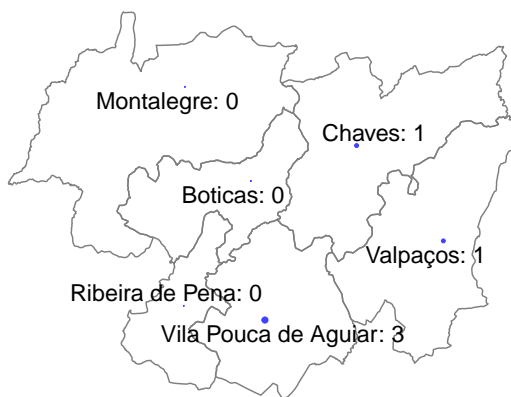 Montalegre: 0
Chaves: 1
Boticas: 0
Valpaços: 1
Ribeira de Pena: 0
Vila Pouca de Aguiar: 3